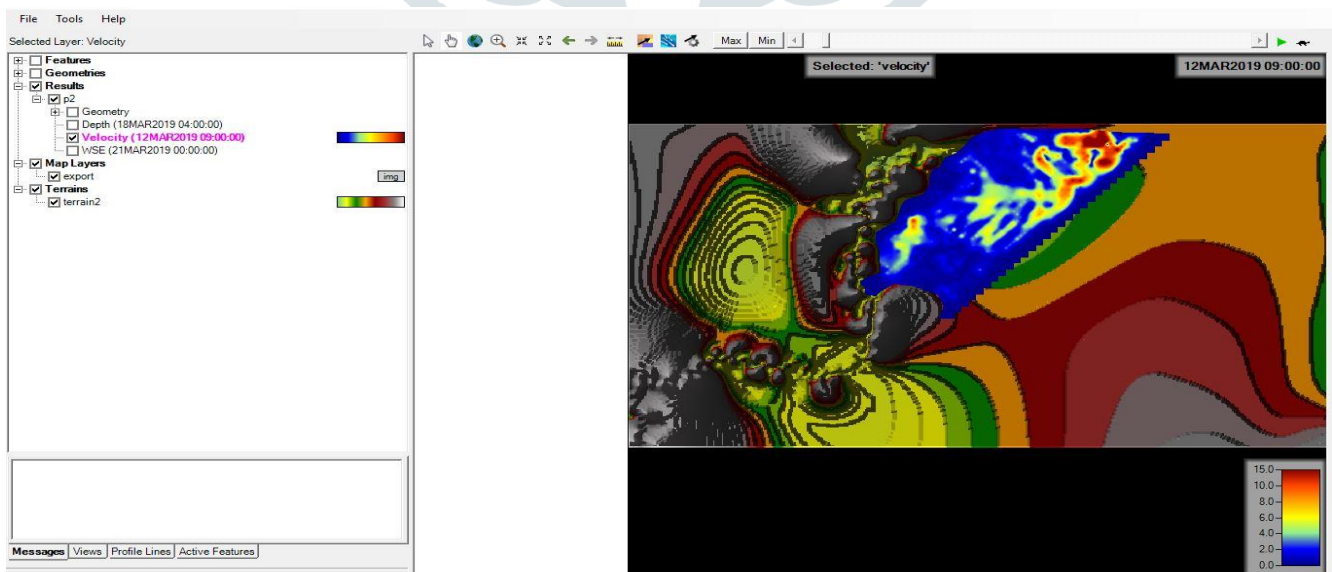 File Tools Help
Selected Layer: Velocity
Max Min
Features
Geometries
Results
p2
Geometry
Depth (18MAR2019 04:00:00)
Velocity (12MAR2019 09:00:00)
WSE (21MAR2019 00:00:00)
Map Layers
export img
Terrains
terrain2
Selected: 'velocity'
12MAR2019 09:00:00
15.0
10.0
8.0
6.0
4.0
2.0
0.0
Messages Views Profile Lines Active Features